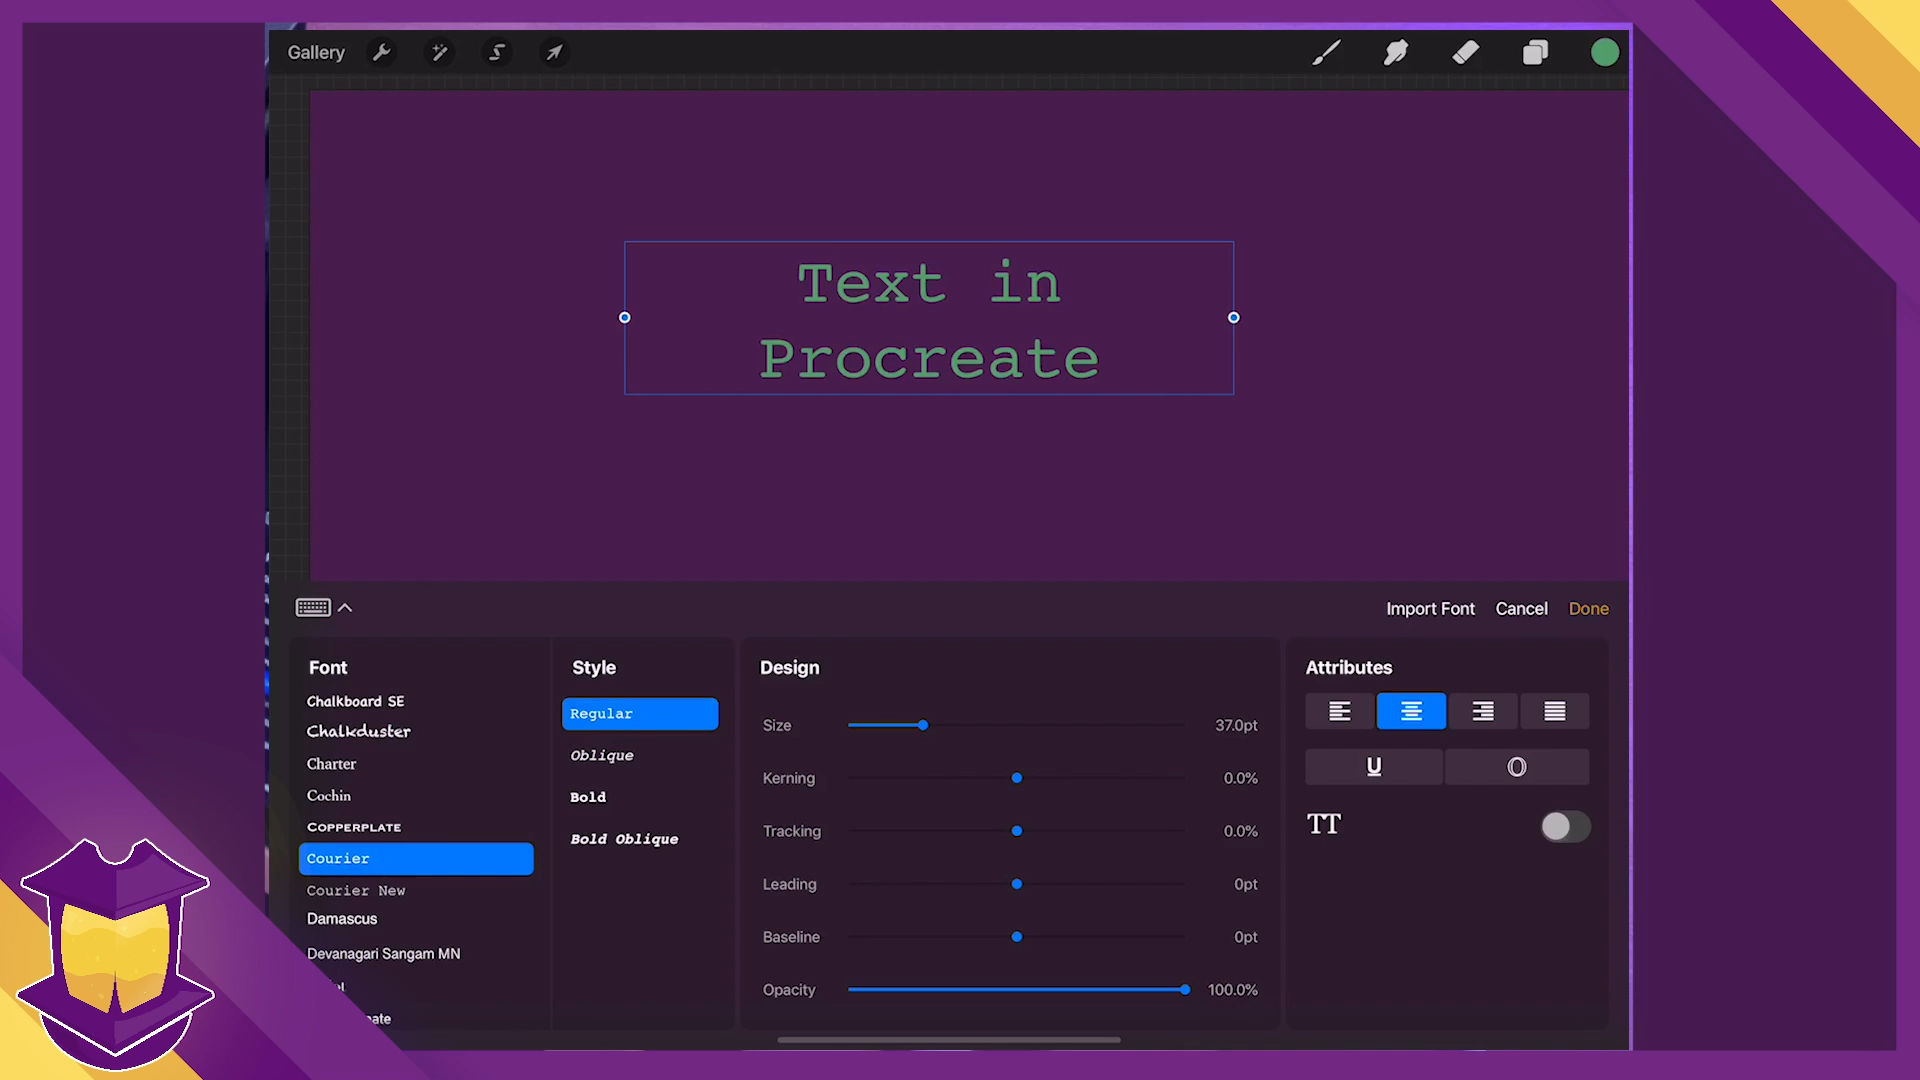 Gallery
Text in
Procreate
Import Font Cancel Done
Font
Chalkboard SE
Chalkduster
Charter
Cochin
COPPERPLATE
Courier
Courier New
Damascus
Devanagari Sangam MN
Style
Regular
Oblique
Bold
Bold Oblique
Design
Size 37.0pt
Kerning 0.0%
Tracking 0.0%
Leading 0pt
Baseline 0pt
Opacity 100.0%
Attributes
U O
TT